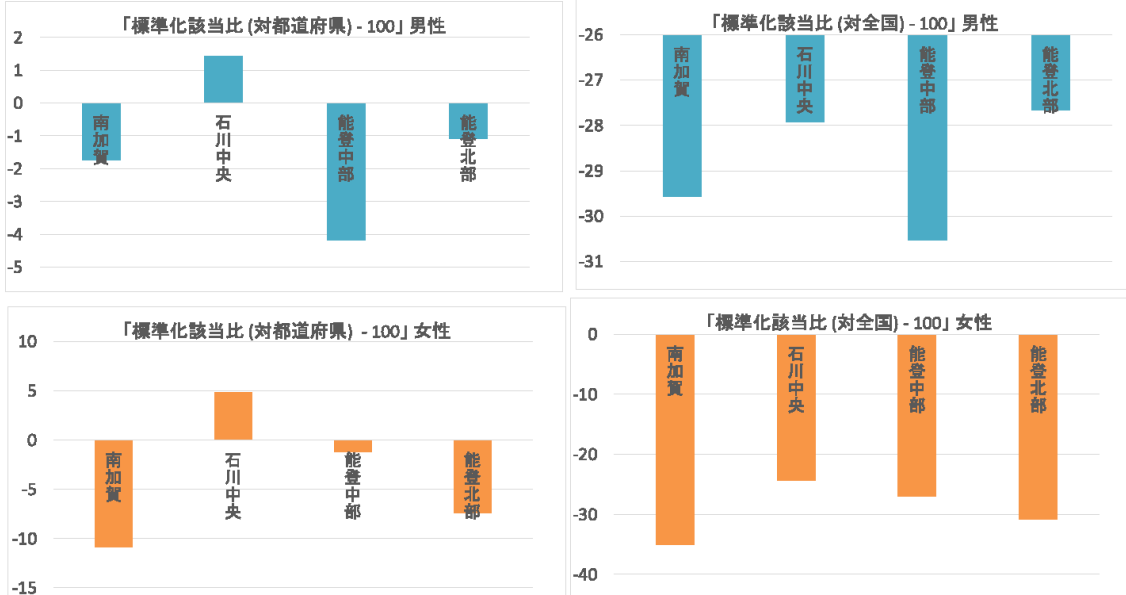 「標準化該当比 (対都道府県) - 100」 男性
2
1
0
-1
-2
-3
-4
-5
南加賀
石川中央
能登中部
能登北部
「標準化該当比 (対全国) - 100」 男性
-26
-27
-28
-29
-30
-31
南加賀
石川中央
能登中部
能登北部
「標準化該当比 (対都道府県) - 100」 女性
10
5
0
-5
-10
-15
南加賀
石川中央
能登中部
能登北部
「標準化該当比 (対全国) - 100」 女性
0
-10
-20
-30
-40
南加賀
石川中央
能登中部
能登北部